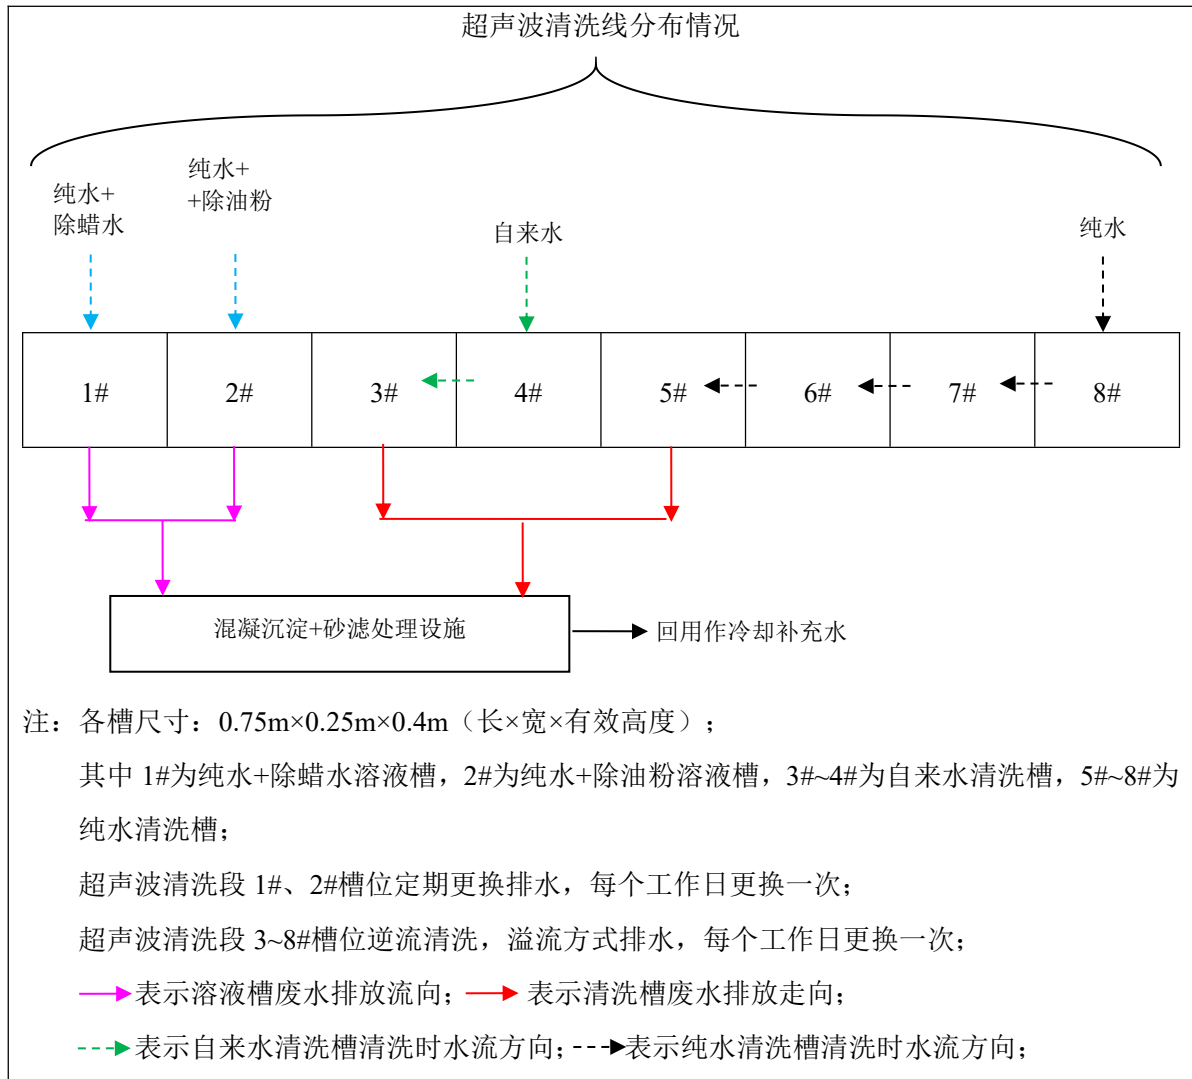 超声波清洗线分布情况
纯水+
除蜡水
纯水+
+除油粉
自来水
纯水
1#
2#
3#
4#
5#
6#
7#
8#
混凝沉淀+砂滤处理设施
回用作冷却补充水
注：各槽尺寸：0.75m×0.25m×0.4m（长×宽×有效高度）；
其中 1#为纯水+除蜡水溶液槽，2#为纯水+除油粉溶液槽，3#~4#为自来水清洗槽，5#~8#为
纯水清洗槽；
超声波清洗段 1#、2#槽位定期更换排水，每个工作日更换一次；
超声波清洗段 3~8#槽位逆流清洗，溢流方式排水，每个工作日更换一次；
表示溶液槽废水排放流向； 表示清洗槽废水排放走向；
表示自来水清洗槽清洗时水流方向； 表示纯水清洗槽清洗时水流方向；